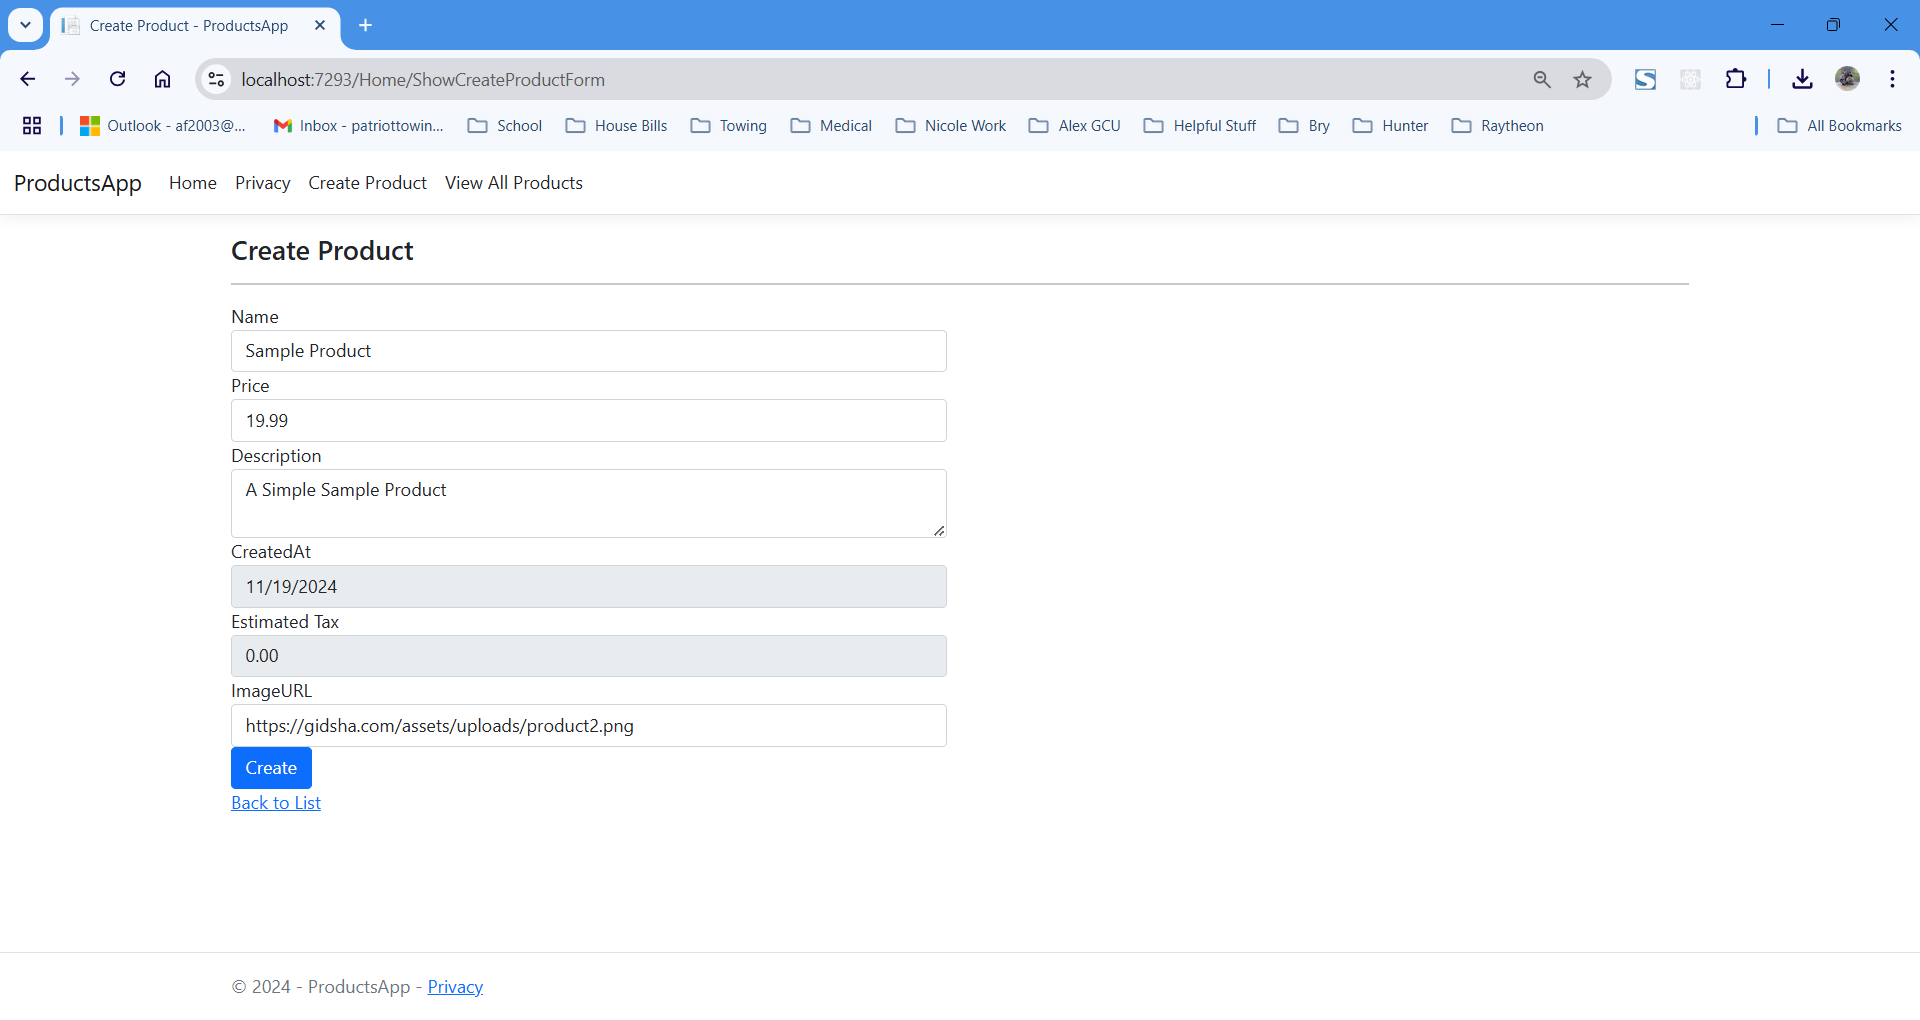 Create Product - ProductsApp
localhost:7293/Home/ShowCreateProductForm
Outlook - af2003@... Inbox - patriottowin... School House Bills Towing Medical Nicole Work Alex GCU Helpful Stuff Bry Hunter Raytheon All Bookmarks
ProductsApp Home Privacy Create Product View All Products
Create Product
Name
Sample Product
Price
19.99
Description
A Simple Sample Product
CreatedAt
11/19/2024
Estimated Tax
0.00
ImageURL
https://gidsha.com/assets/uploads/product2.png
Create
Back to List
© 2024 - ProductsApp - Privacy